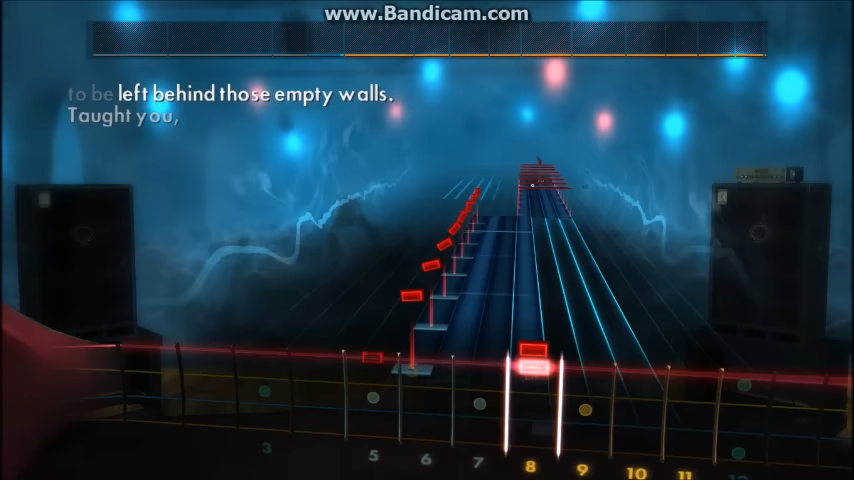 www.Bandicam.com
to be left behind those empty walls.
Taught you,
3 5 6 7 8 9 10 11 12